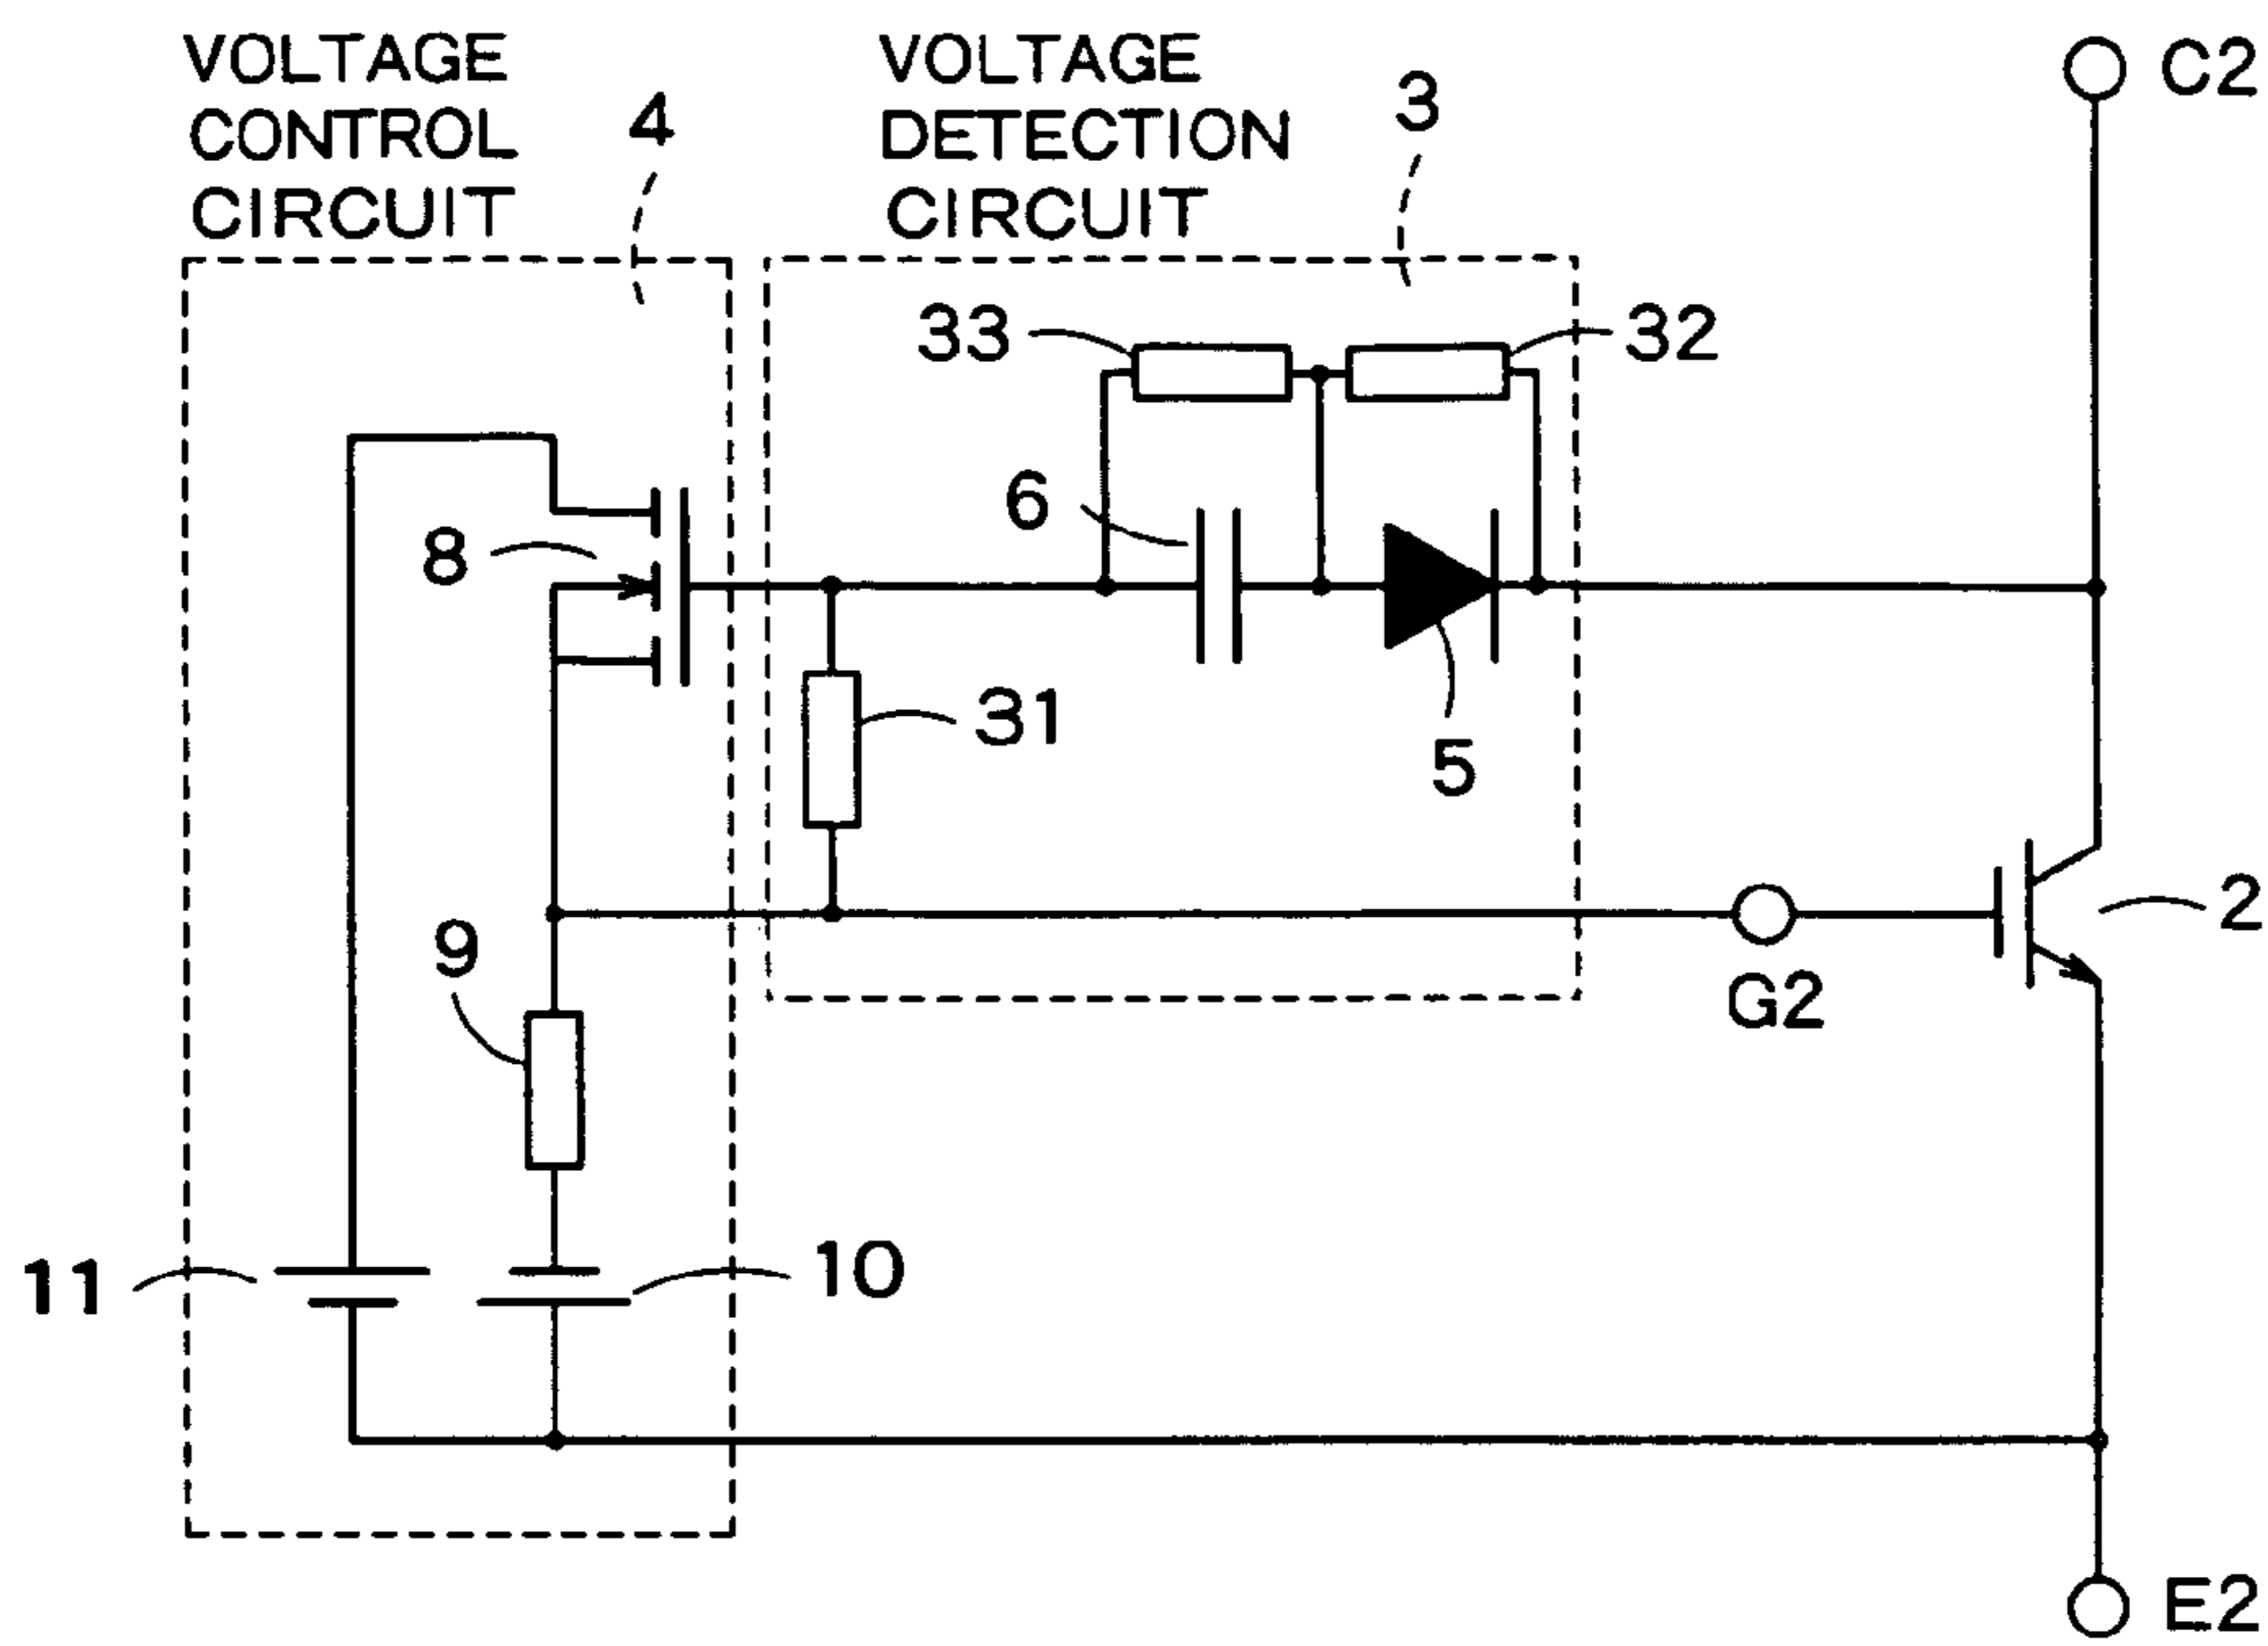 VOLTAGE
CONTROL
CIRCUIT
4
VOLTAGE
DETECTION
CIRCUIT
3
C2
33
32
6
8
31
5
9
G2
2
11
10
E2